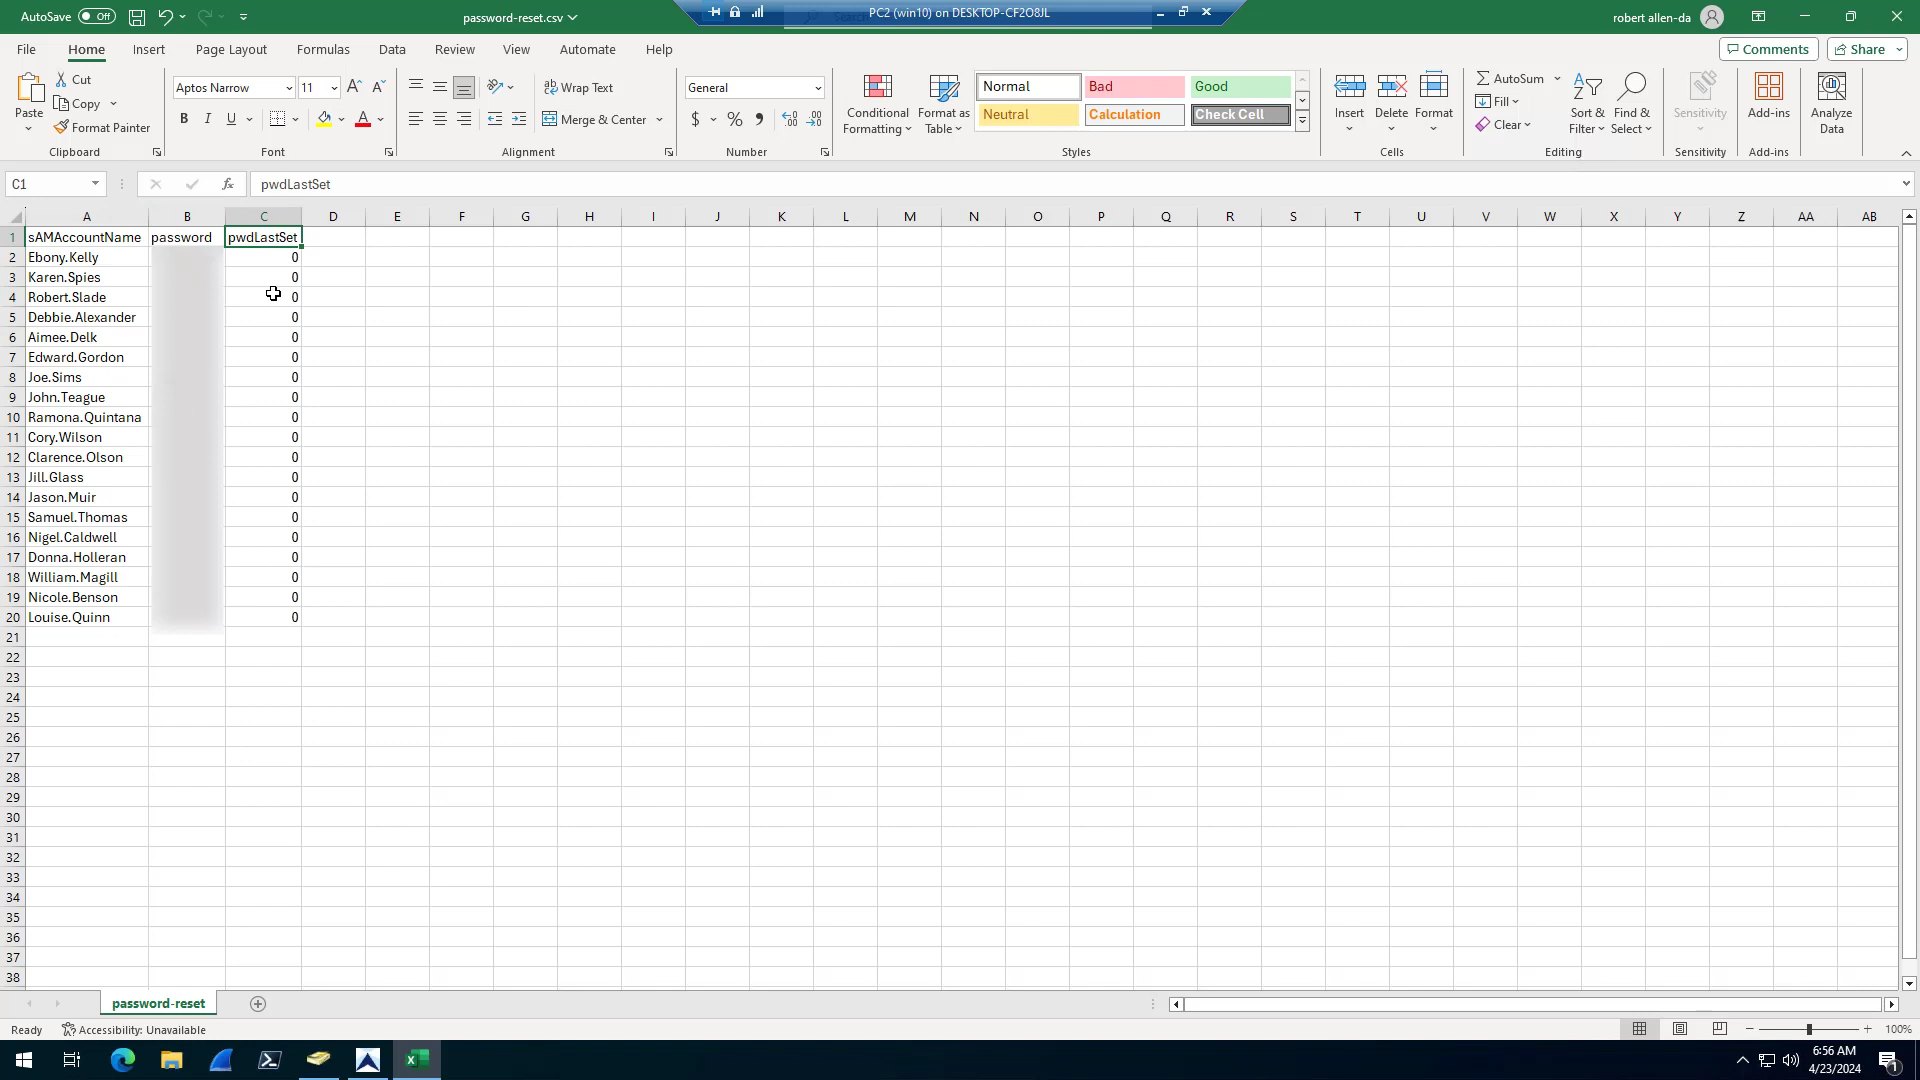 AutoSave Off password-reset.csv PC2 (win10) on DESKTOP-CF2O8JL robert allen-da
File Home Insert Page Layout Formulas Data Review View Automate Help Comments Share
Paste Cut Copy Format Painter
Clipboard
Aptos Narrow 11
B I U A
Font
Wrap Text
Merge & Center
Alignment
General
$ % 9
Number
Conditional Formatting
Format as Table
Normal Bad Good
Neutral Calculation Check Cell
Styles
Insert Delete Format
Cells
AutoSum
Fill
Clear
Sort & Filter
Find & Select
Editing
Sensitivity
Sensitivity
Add-ins
Add-ins
Analyze Data
C1 fx pwdLastSet
A B C D E F G H I J K L M N O P Q R S T U V W X Y Z AA AB
1 sAMAccountName password pwdLastSet
2 Ebony.Kelly 0
3 Karen.Spies 0
4 Robert.Slade 0
5 Debbie.Alexander 0
6 Aimee.Delk 0
7 Edward.Gordon 0
8 Joe.Sims 0
9 John.Teague 0
10 Ramona.Quintana 0
11 Cory.Wilson 0
12 Clarence.Olson 0
13 Jill.Glass 0
14 Jason.Muir 0
15 Samuel.Thomas 0
16 Nigel.Caldwell 0
17 Donna.Holleran 0
18 William.Magill 0
19 Nicole.Benson 0
20 Louise.Quinn 0
21
22
23
24
25
26
27
28
29
30
31
32
33
34
35
36
37
38
password-reset
Ready Accessibility: Unavailable 100%
6:56 AM
4/23/2024
1